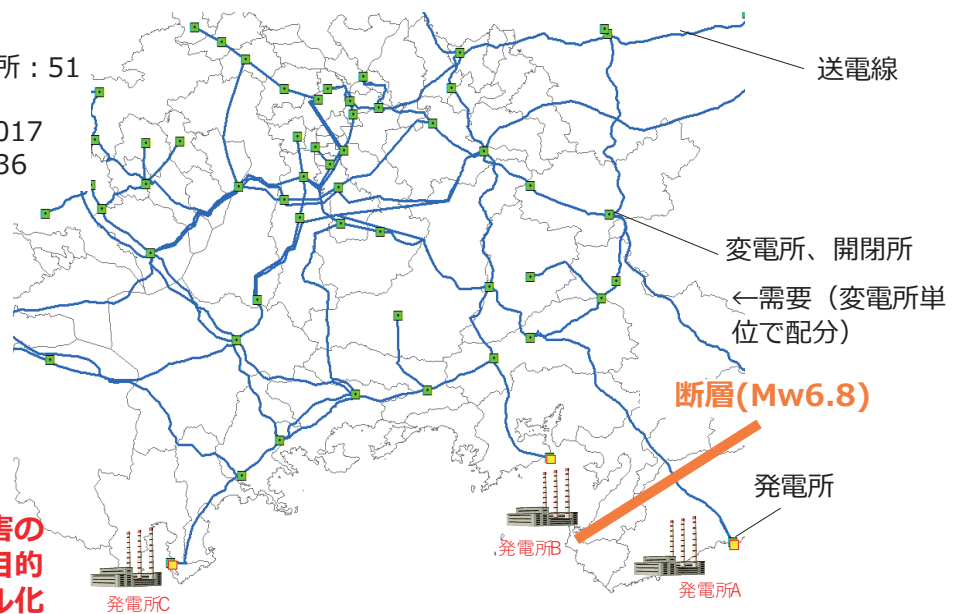 所：51
017
36
送電線
変電所、開閉所
←需要（変電所単
位で配分）
断層(Mw6.8)
発電所
発電所B
発電所A
発電所C
害の
目的
ル化